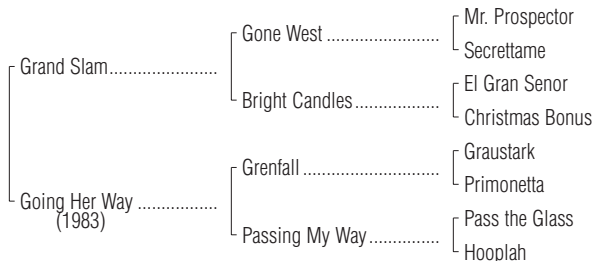 Mr. Prospector
Gone West ........................
Secrettame
Grand Slam.......................
El Gran Senor
Bright Candles..................
Christmas Bonus
Graustark
Grenfall .............................
Primonetta
Going Her Way .................
(1983)
Pass the Glass
Passing My Way...............
Hooplah